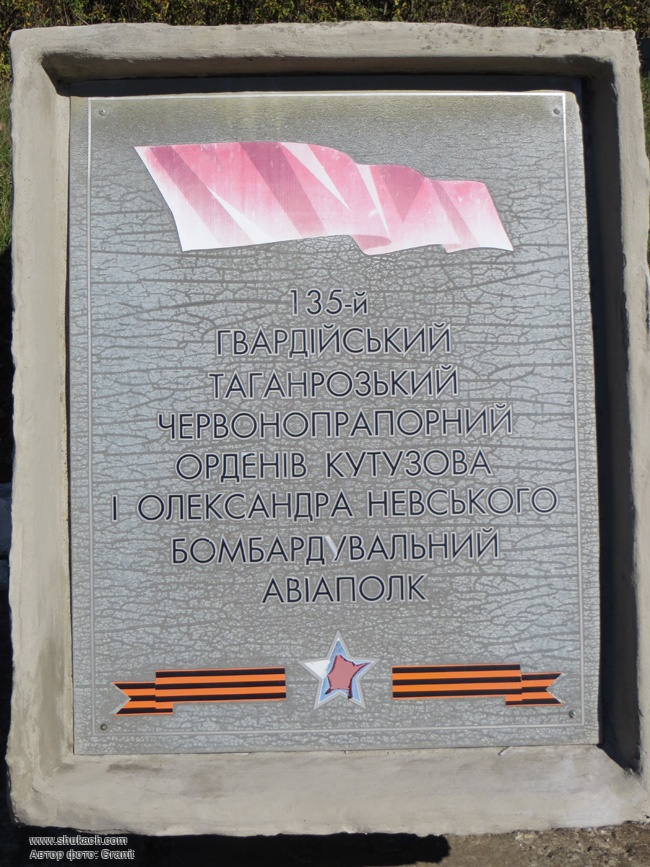 135-й
ГВАРДІЙСЬКИЙ
ТАГАНРОЗЬКИЙ
ЧЕРВОНОПРАПОРНИЙ
ОРДЕНІВ КУТУЗОВА
І ОЛЕКСАНДРА НЕВСЬКОГО
БОМБАРДУВАЛЬНИЙ
АВІАПОЛК
www.shukach.com
Автор фото: Granit